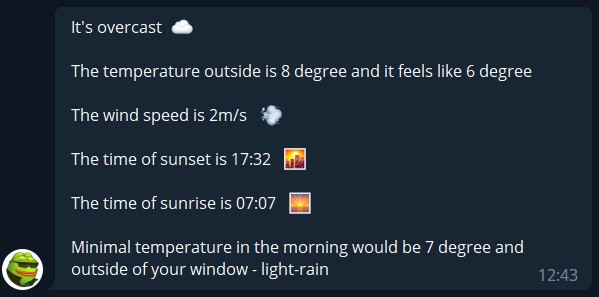 It's overcast ☁️
The temperature outside is 8 degree and it feels like 6 degree
The wind speed is 2m/s 💨
The time of sunset is 17:32 🌇
The time of sunrise is 07:07 🌅
Minimal temperature in the morning would be 7 degree and
outside of your window - light-rain
12:43